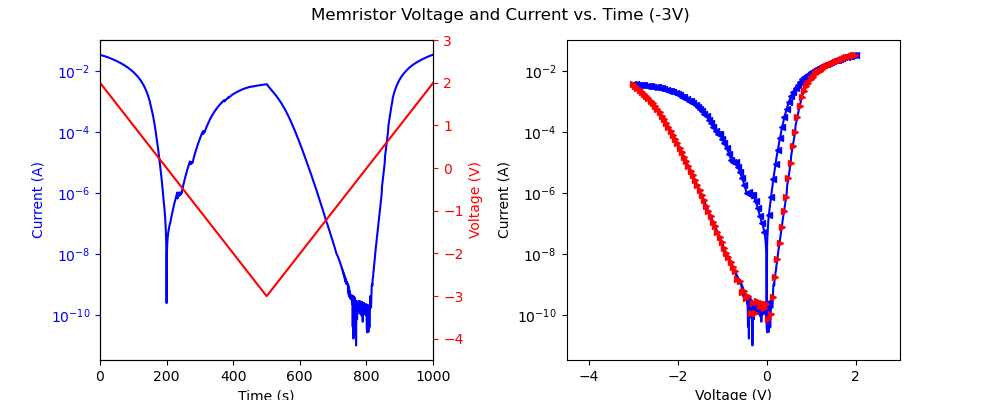 Memristor Voltage and Current vs. Time (-3V)
Current (A)
10⁻²
10⁻⁴
10⁻⁶
10⁻⁸
10⁻¹⁰
0 200 400 600 800 1000
Time (s)
3
2
1
0
−1
−2
−3
−4
Voltage (V)
Current (A)
10⁻²
10⁻⁴
10⁻⁶
10⁻⁸
10⁻¹⁰
−4 −2 0 2
Voltage (V)